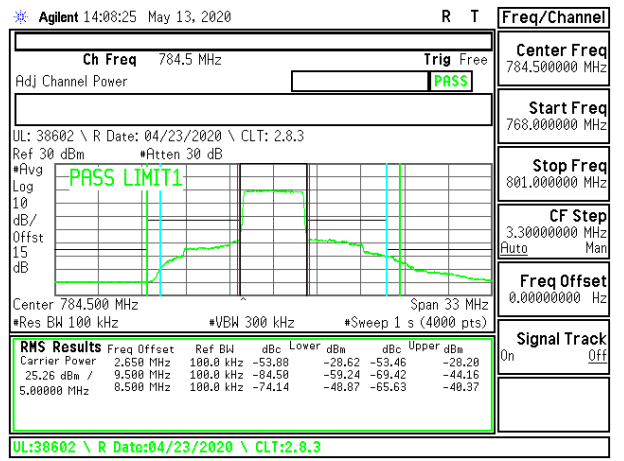 Agilent 14:08:25 May 13, 2020 R T
Freq/Channel
Ch Freq 784.5 MHz Trig Free
Adj Channel Power
PASS
Center Freq
784.500000 MHz
Start Freq
768.000000 MHz
Stop Freq
801.000000 MHz
CF Step
3.30000000 MHz
Auto Man
Freq Offset
0.00000000 Hz
Signal Track
On Off
UL: 38602 \ R Date: 04/23/2020 \ CLT: 2.8.3
Ref 30 dBm #Atten 30 dB
#Avg
Log
10
dB/
Offst
15
dB
PASS LIMIT1
Center 784.500 MHz Span 33 MHz
#Res BW 100 kHz #VBW 300 kHz #Sweep 1 s (4000 pts)
RMS Results Freq Offset Ref BW dBc Lower dBm dBc Upper dBm
Carrier Power 2.650 MHz 100.0 kHz -53.88 -28.62 -53.46 -28.20
25.26 dBm / 9.500 MHz 100.0 kHz -84.50 -59.24 -69.42 -44.16
5.00000 MHz 8.500 MHz 100.0 kHz -74.14 -48.87 -65.63 -40.37
UL:38602 \ R Date:04/23/2020 \ CLT:2.8.3